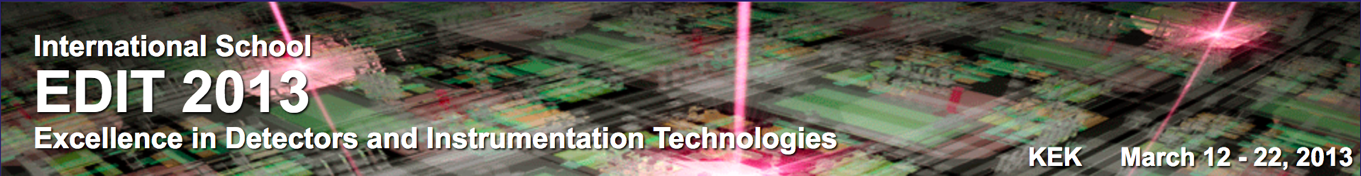 International School
EDIT 2013
Excellence in Detectors and Instrumentation Technologies
KEK March 12 - 22, 2013